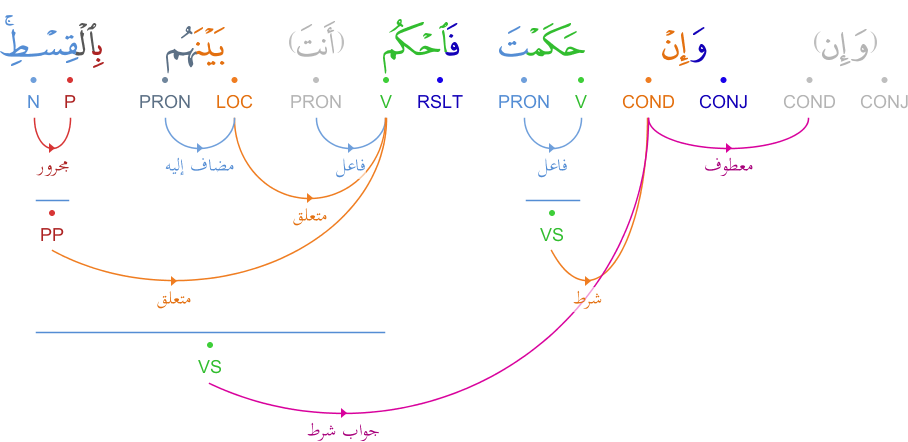 (وَإِن) وَإِنْ حَكَمْتَ فَٱحْكُم (أَنتَ) بَيْنَهُم بِٱلْقِسْطِۚ
CONJ COND CONJ COND V PRON RSLT V PRON LOC PRON P N
معطوف فاعل فاعل مضاف إليه مجرور
متعلق
VS PP
شرط متعلق
VS
جواب شرط